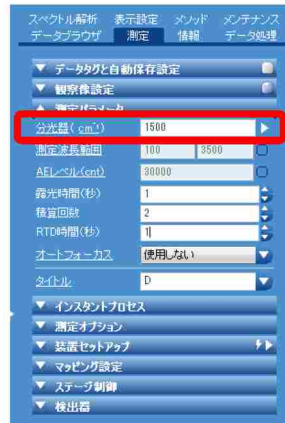 スペクトル解析 表示設定 メソッド メンテナンス
データブラウザ 測定 情報 データ処理
データタグと自動保存設定
観察像設定
測定パラメータ
分光器( cm⁻¹) 1500
測定波長範囲 100 3500
AEレベル(cnt) 30000
露光時間(秒) 1
積算回数 2
RTD時間(秒) 1
オートフォーカス 使用しない
タイトル D
インスタントプロセス
測定オプション
装置セットアップ
マッピング設定
ステージ制御
検出器